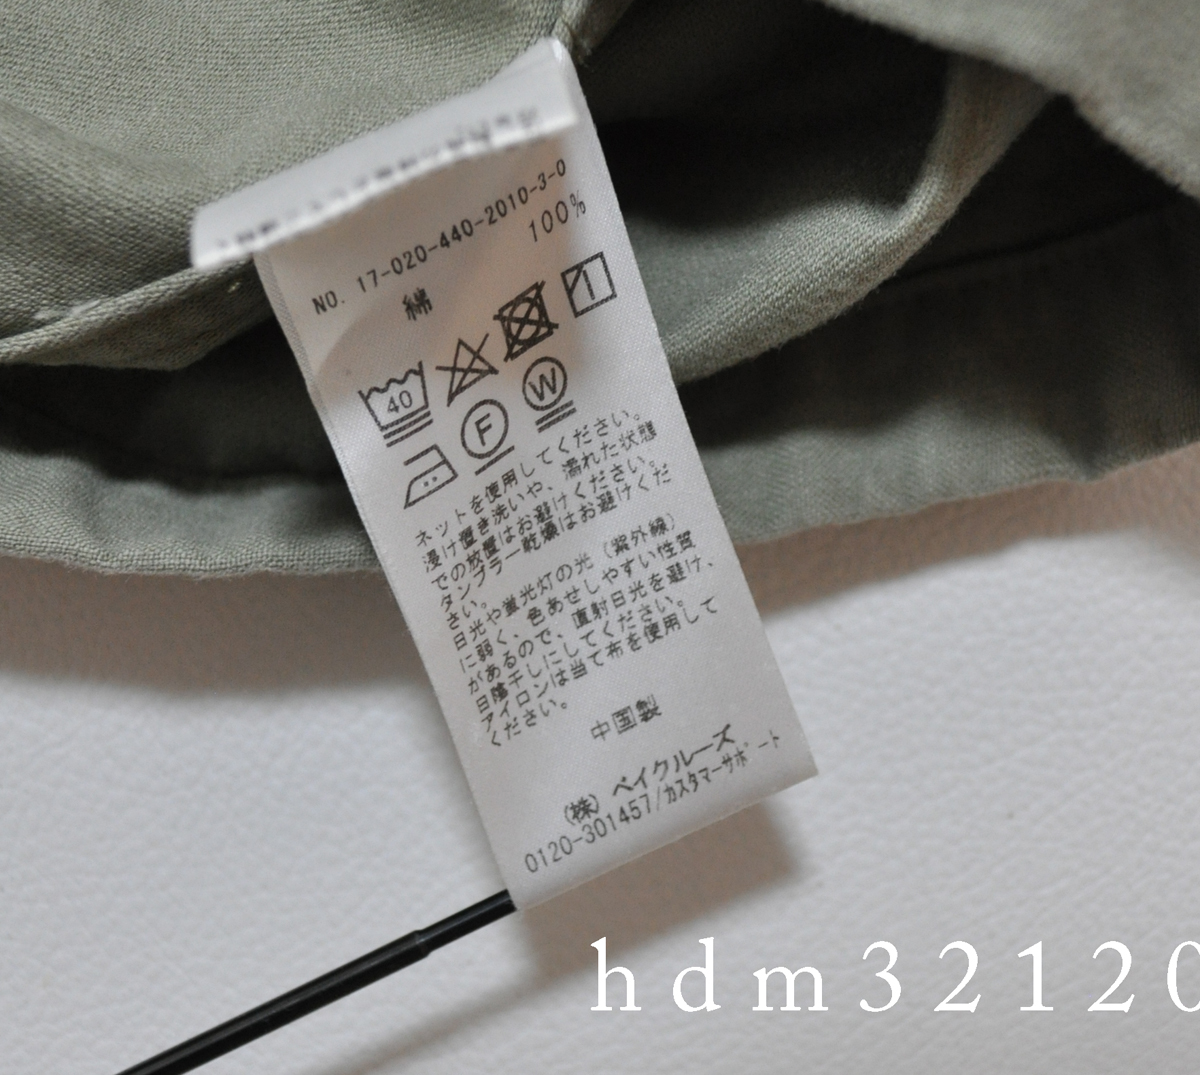 NO. 17-020-440-2010-3-0
綿 100%
40
F W
ネットを使用してください。
浸け置き洗いや、濡れた状態
での放置はお避けください。
タンブラー乾燥はお避けくだ
さい。
日光や蛍光灯の光（紫外線）
に弱く、色あせしやすい性質
があるので、直射日光を避け、
日陰干しにしてください。
アイロンは当て布を使用して
ください。
中国製
（株）ベイクルーズ
0120-301457/カスタマーサポート
hdm32120